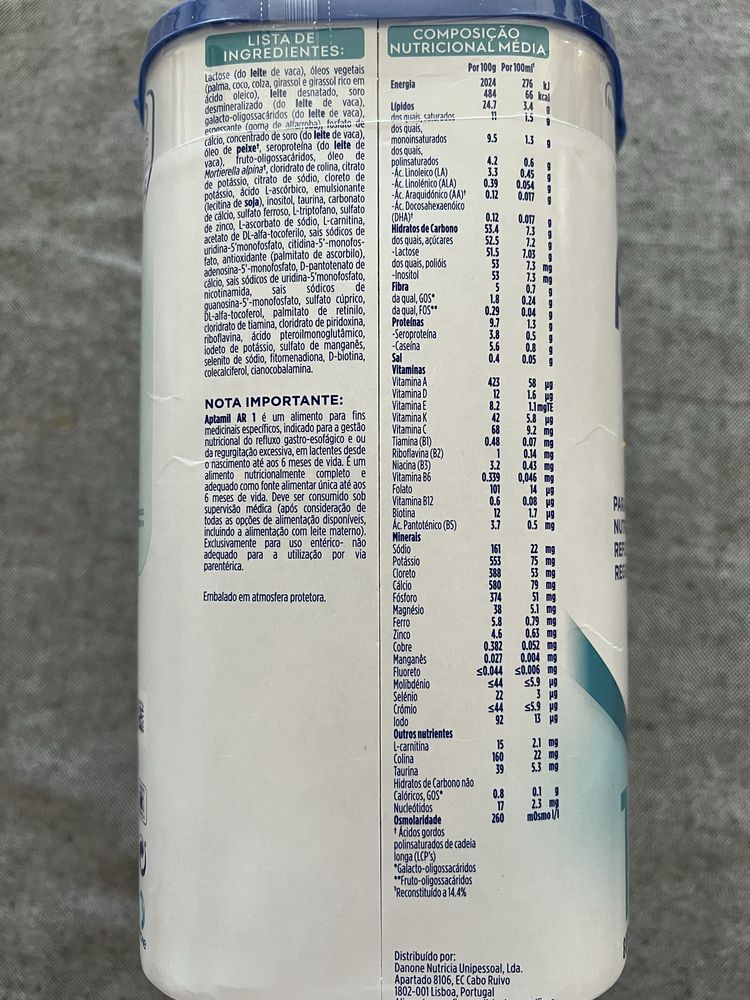 LISTA DE
INGREDIENTES:
Lactose (do leite de vaca), óleos vegetais
(palma, coco, colza, girassol e girassol rico em
ácido oleico), leite desnatado, soro
desmineralizado (do leite de vaca),
galacto-oligossacáridos (do leite de vaca),
espessante (goma de alfarroba), fosfato de
cálcio, concentrado de soro (do leite de vaca),
óleo de peixe†, seroproteína (do leite de
vaca), fruto-oligossacáridos, óleo de
Mortierella alpina†, cloridrato de colina, citrato
de potássio, citrato de sódio, cloreto de
potássio, ácido L-ascórbico, emulsionante
(lecitina de soja), inositol, taurina, carbonato
de cálcio, sulfato ferroso, L-triptofano, sulfato
de zinco, L-ascorbato de sódio, L-carnitina,
acetato de DL-alfa-tocoferilo, sais sódicos de
uridina-5'monofosfato, citidina-5'-monofos-
fato, antioxidante (palmitato de ascorbilo),
adenosina-5'-monofosfato, D-pantotenato de
cálcio, sais sódicos de uridina-5'monofosfato,
nicotinamida, sais sódicos de
guanosina-5'-monofosfato, sulfato cúprico,
DL-alfa-tocoferol, palmitato de retinilo,
cloridrato de tiamina, cloridrato de piridoxina,
riboflavina, ácido pteroilmonoglutâmico,
iodeto de potássio, sulfato de manganês,
selenito de sódio, fitomenadiona, D-biotina,
colecalciferol, cianocobalamina.
NOTA IMPORTANTE:
Aptamil AR 1 é um alimento para fins
medicinais específicos, indicado para a gestão
nutricional do refluxo gastro-esofágico e ou
da regurgitação excessiva, em lactentes desde
o nascimento até aos 6 meses de vida. É um
alimento nutricionalmente completo e
adequado como fonte alimentar única até aos
6 meses de vida. Deve ser consumido sob
supervisão médica (após consideração de
todas as opções de alimentação disponíveis,
incluindo a alimentação com leite materno).
Exclusivamente para uso entérico- não
adequado para a utilização por via
parentérica.
Embalado em atmosfera protetora.
COMPOSIÇÃO
NUTRICIONAL MÉDIA
Por 100g Por 100ml¹
Energia 2024 276 kJ
484 66 kcal
Lípidos 24.7 3.4 g
dos quais, saturados 11 1.5 g
dos quais,
monoinsaturados 9.5 1.3 g
dos quais,
polinsaturados 4.2 0.6 g
-Ác. Linoleico (LA) 3.3 0.45 g
-Ác. Linolénico (ALA) 0.39 0.054 g
-Ác. Araquidónico (AA)† 0.12 0.017 g
-Ác. Docosahexaenóico
(DHA)† 0.12 0.017 g
Hidratos de Carbono 53.4 7.3 g
dos quais, açúcares 52.5 7.2 g
-Lactose 51.5 7.03 g
dos quais, polióis 53 7.3 mg
-Inositol 53 7.3 mg
Fibra 5 0.7 g
da qual, GOS* 1.8 0.24 g
da qual, FOS** 0.29 0.04 g
Proteínas 9.7 1.3 g
-Seroproteína 3.8 0.5 g
-Caseína 5.6 0.8 g
Sal 0.4 0.05 g
Vitaminas
Vitamina A 423 58 µg
Vitamina D 12 1.6 µg
Vitamina E 8.2 1.1 mgTE
Vitamina K 42 5.8 µg
Vitamina C 68 9.2 mg
Tiamina (B1) 0.48 0.07 mg
Riboflavina (B2) 1 0.14 mg
Niacina (B3) 3.2 0.43 mg
Vitamina B6 0.339 0,046 mg
Folato 101 14 µg
Vitamina B12 0.6 0.08 µg
Biotina 12 1.7 µg
Ác. Pantoténico (B5) 3.7 0.5 mg
Minerais
Sódio 161 22 mg
Potássio 553 75 mg
Cloreto 388 53 mg
Cálcio 580 79 mg
Fósforo 374 51 mg
Magnésio 38 5.1 mg
Ferro 5.8 0.79 mg
Zinco 4.6 0.63 mg
Cobre 0.382 0.052 mg
Manganês 0.027 0.004 mg
Fluoreto ≤0.044 ≤0.006 mg
Molibdénio ≤44 ≤5.9 µg
Selénio 22 3 µg
Crómio ≤44 ≤5.9 µg
Iodo 92 13 µg
Outros nutrientes
L-carnitina 15 2.1 mg
Colina 160 22 mg
Taurina 39 5.3 mg
Hidratos de Carbono não
Calóricos, GOS* 0.8 0.1 g
Nucleótidos 17 2.3 mg
Osmolaridade 260 mOsmo l/l
† Ácidos gordos
polinsaturados de cadeia
longa (LCP's)
*Galacto-oligossacáridos
**Fruto-oligossacáridos
¹Reconstituído a 14.4%
Distribuído por:
Danone Nutricia Unipessoal, Lda.
Apartado 8106, EC Cabo Ruivo
1802-001 Lisboa, Portugal